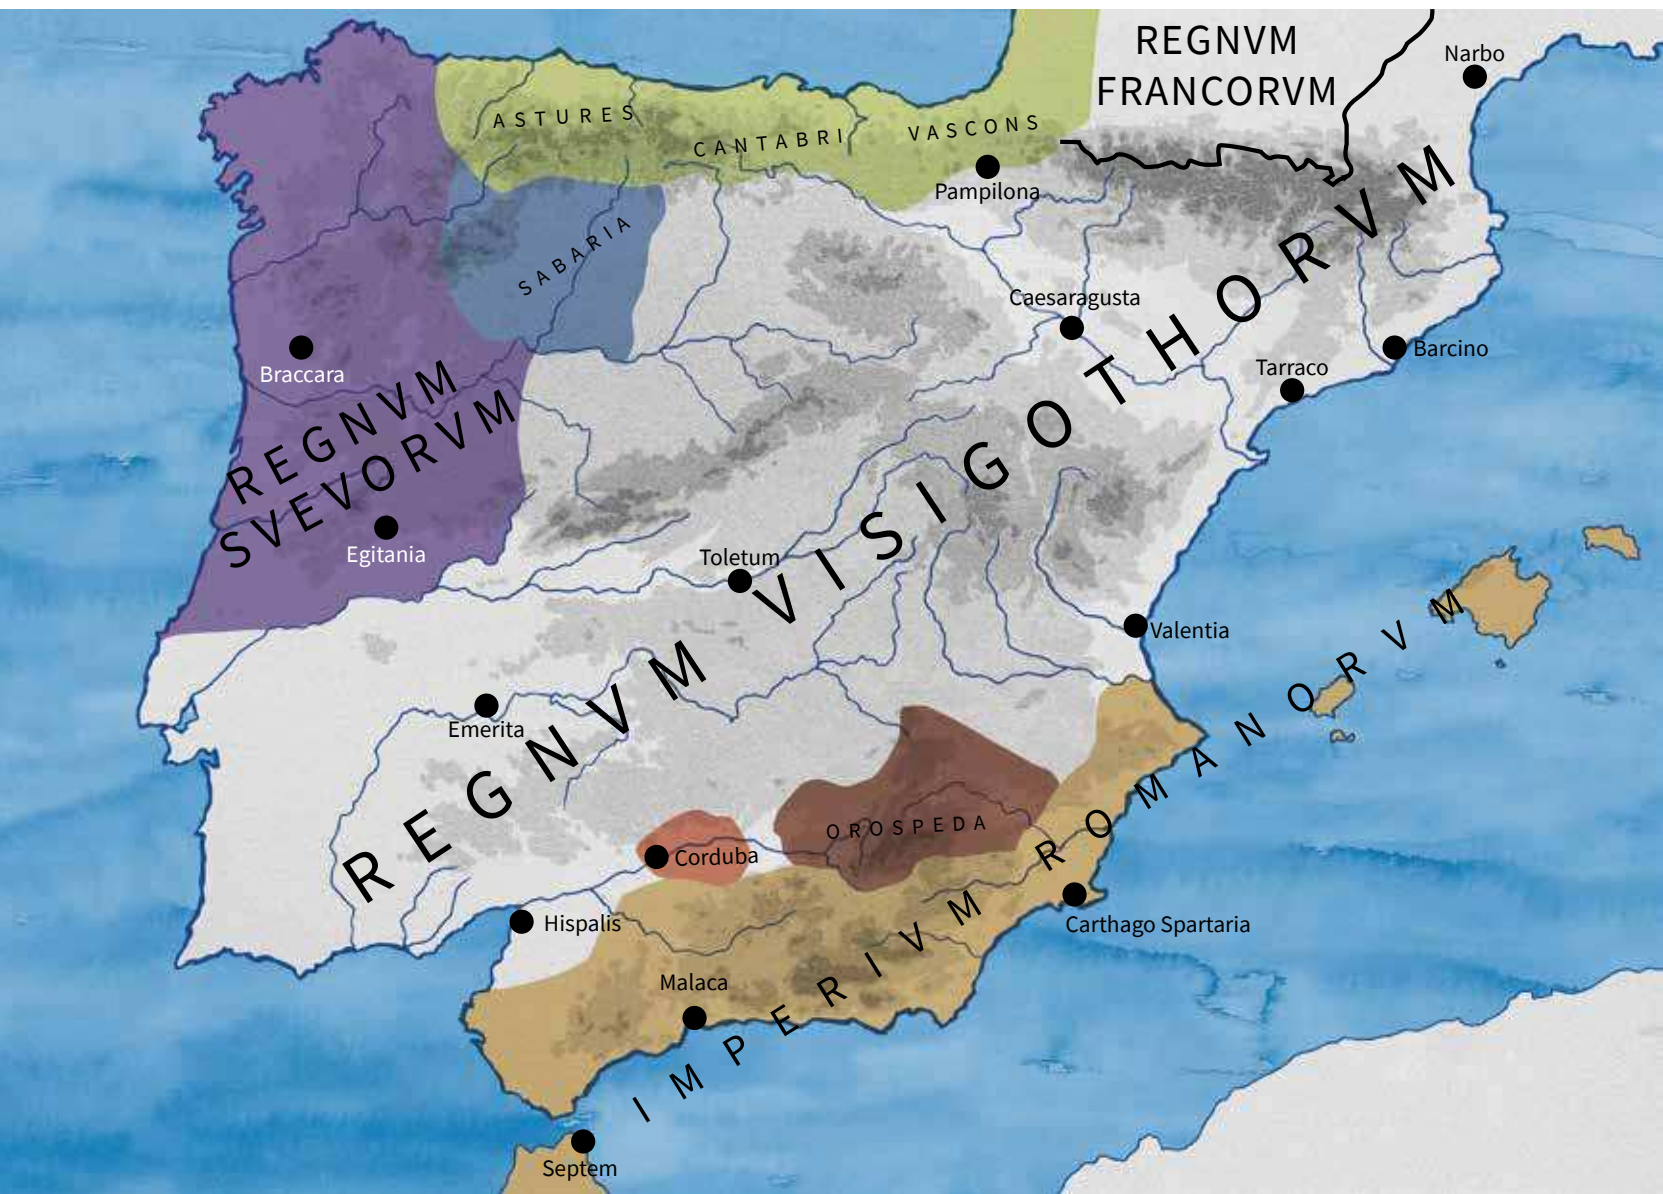 REGNVM
FRANCORVM
Narbo
ASTURES
CANTABRI
VASCONS
Pampilona
SABARIA
Caesaragusta
Barcino
Tarraco
Braccara
REGNVM
SVEVORVM
Egitania
Toletum
REGNVM VISIGOTHORVM
Valentia
Emerita
OROSPEDA
Corduba
Hispalis
Carthago Spartaria
Malaca
IMPERIVM ROMANORVM
Septem